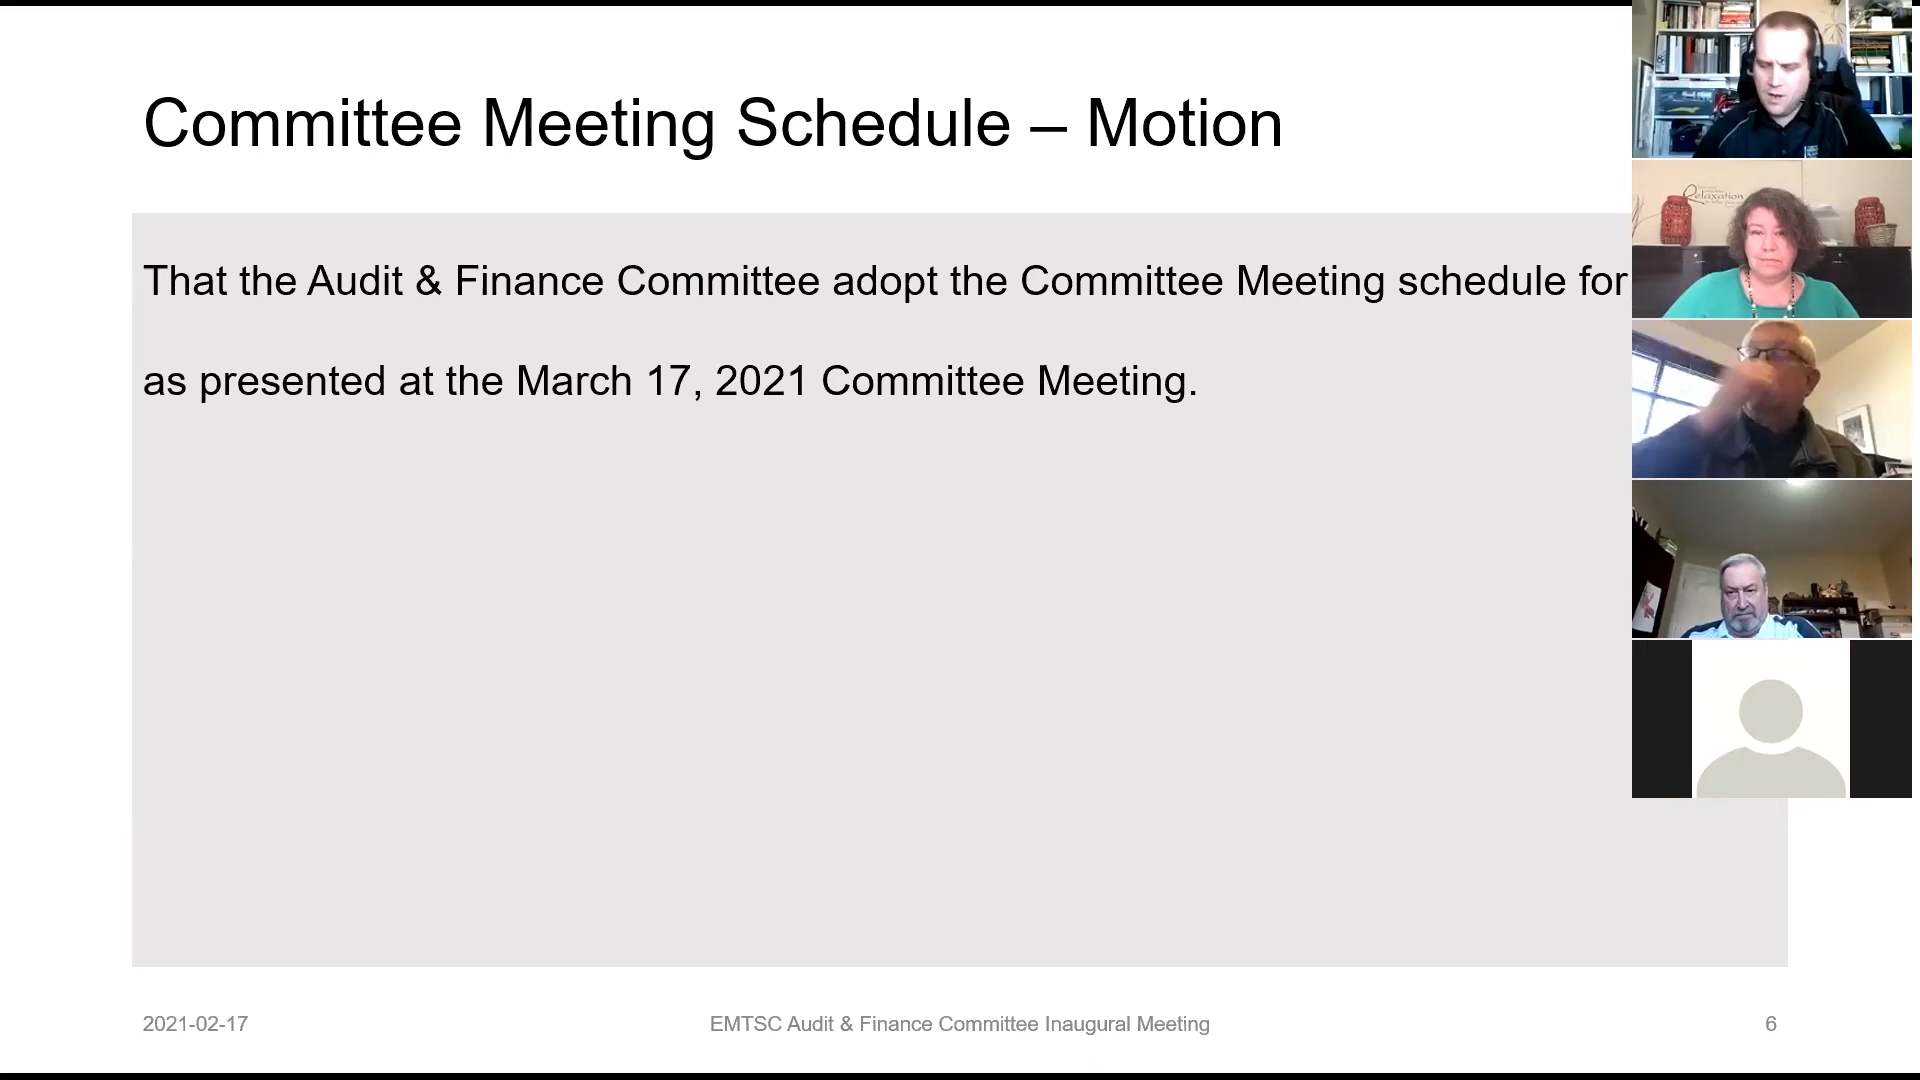 Committee Meeting Schedule – Motion
That the Audit & Finance Committee adopt the Committee Meeting schedule for
as presented at the March 17, 2021 Committee Meeting.
Relaxation
2021-02-17
EMTSC Audit & Finance Committee Inaugural Meeting
6